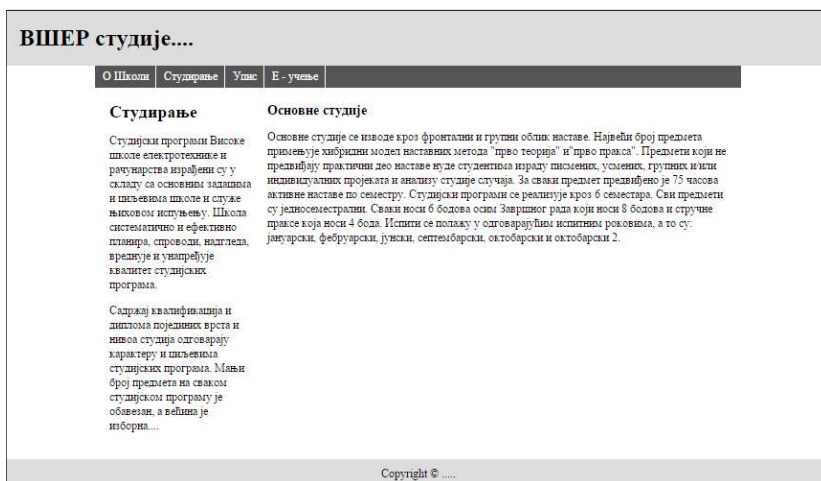 ВШЕР студије....
О Школи Студирање Упис Е - учење
Студирање
Студијски програми Високе
школе електротехнике и
рачунарства израђени су у
складу са основним задацима
и циљевима школе и служе
њиховом испуњењу. Школа
систематично и ефективно
планира, спроводи, надгледа,
вреднује и унапређује
квалитет студијских
програма.
Садржај квалификација и
диплома појединих врста и
нивоа студија одговарају
карактеру и циљевима
студијских програма. Мањи
број предмета на сваком
студијском програму је
обавезан, а већина је
изборна....
Основне студије
Основне студије се изводе кроз фронтални и групни облик наставе. Највећи број предмета
примењује хибридни модел наставних метода "прво теорија" и"прво пракса". Предмети који не
предвиђају практични део наставе нуде студентима израду писмених, усмених, групних и/или
индивидуалних пројеката и анализу студије случаја. За сваки предмет предвиђено је 75 часова
активне наставе по семестру. Студијски програми се реализује кроз 6 семестара. Сви предмети
су једносеместрални. Сваки носи 6 бодова осим Завршног рада који носи 8 бодова и стручне
праксе која носи 4 бода. Испити се полажу у одговарајућим испитним роковима, а то су:
јануарски, фебруарски, јунски, септембарски, октобарски и октобарски 2.
Copyright © .....